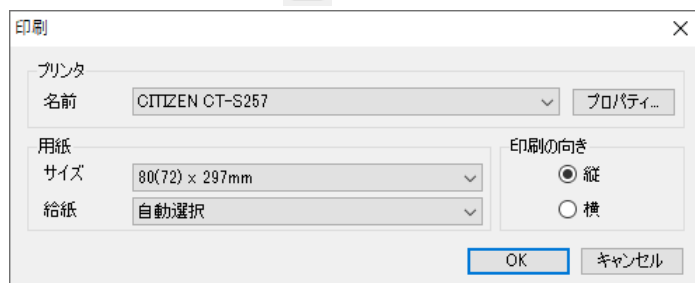 印刷
プリンタ
名前 CITIZEN CT-S257 プロパティ...
用紙
サイズ 80(72) x 297mm
給紙 自動選択
印刷の向き
縦
横
OK キャンセル